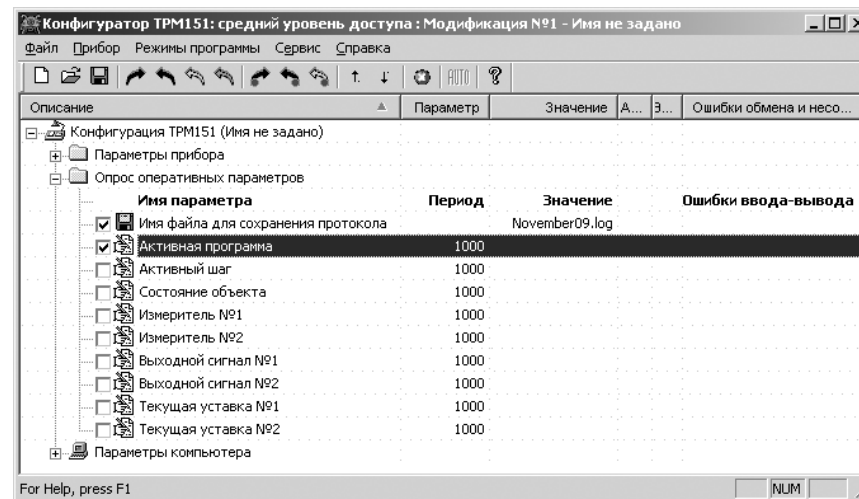 Конфигуратор ТРМ151: средний уровень доступа : Модификация №1 - Имя не задано
Файл Прибор Режимы программы Сервис Справка
AUTO ?
Описание Параметр Значение А... З... Ошибки обмена и несо...
Конфигурация ТРМ151 (Имя не задано)
Параметры прибора
Опрос оперативных параметров
Имя параметра Период Значение Ошибки ввода-вывода
Имя файла для сохранения протокола November09.log
Активная программа 1000
Активный шаг 1000
Состояние объекта 1000
Измеритель №1 1000
Измеритель №2 1000
Выходной сигнал №1 1000
Выходной сигнал №2 1000
Текущая уставка №1 1000
Текущая уставка №2 1000
Параметры компьютера
For Help, press F1 NUM